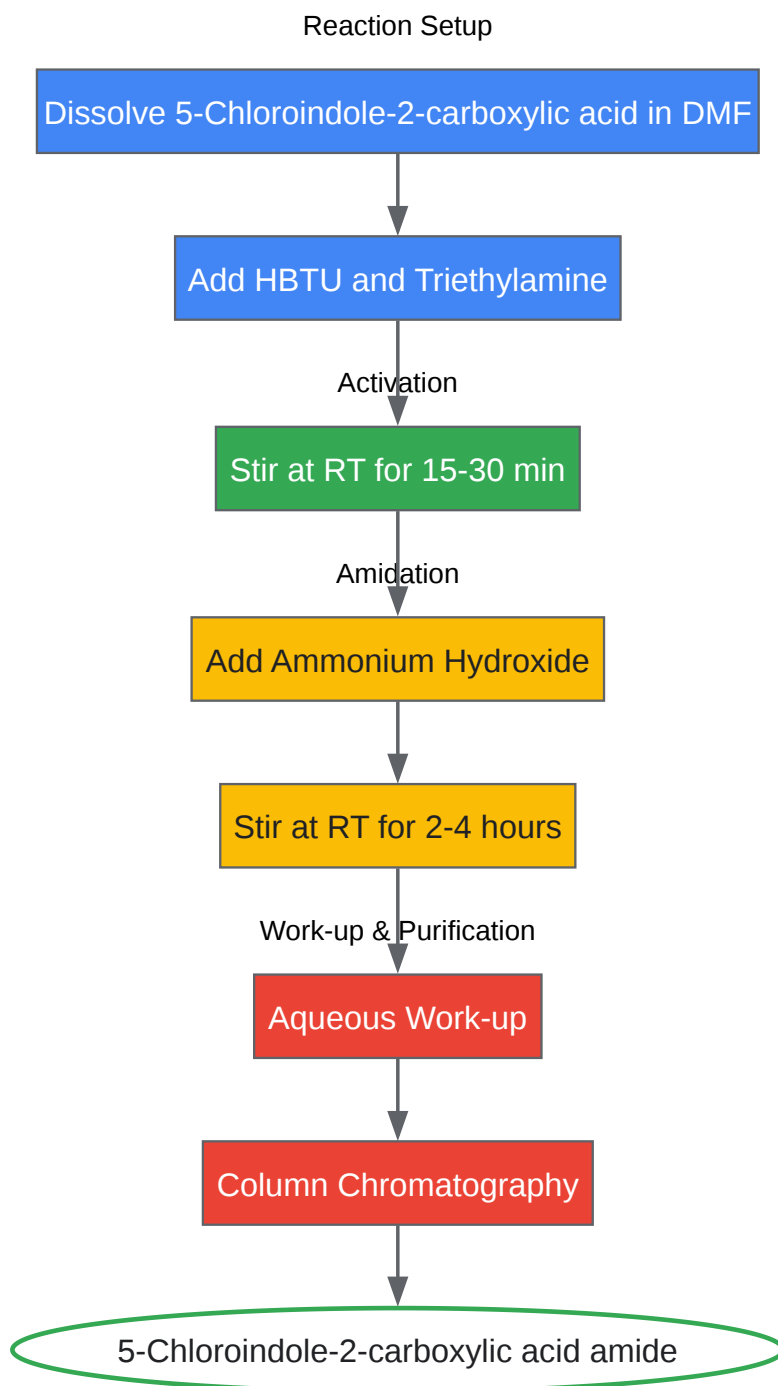 Reaction Setup
Dissolve 5-Chloroindole-2-carboxylic acid in DMF
Add HBTU and Triethylamine
Activation
Stir at RT for 15-30 min
Amidation
Add Ammonium Hydroxide
Stir at RT for 2-4 hours
Work-up & Purification
Aqueous Work-up
Column Chromatography
5-Chloroindole-2-carboxylic acid amide